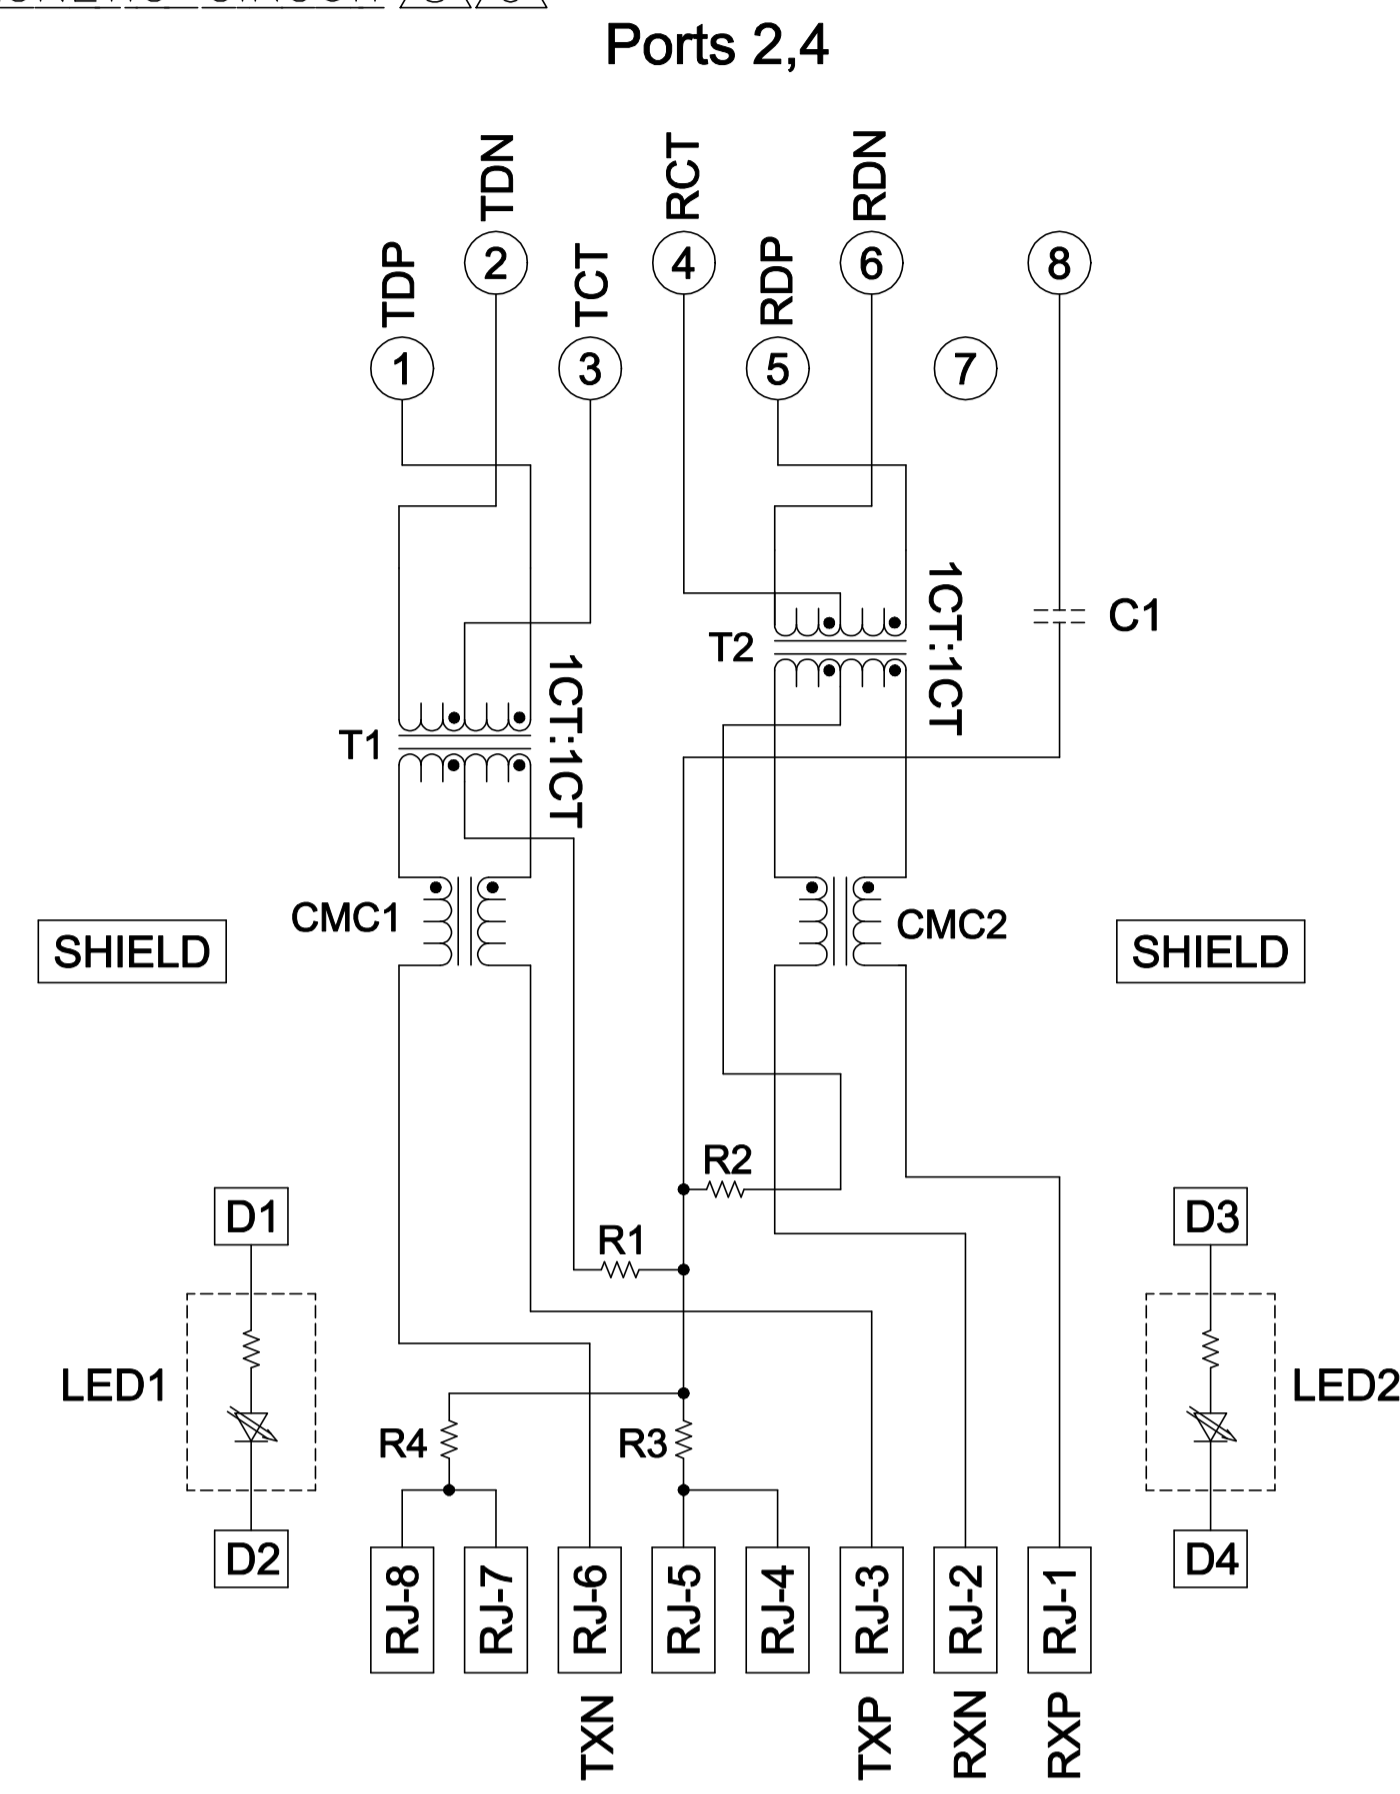 Ports 2,4
TDP
TDN
TCT
RCT
RDP
RDN
2
4
6
8
1
3
5
7
T1
1CT:1CT
T2
1CT:1CT
C1
CMC1
CMC2
SHIELD
SHIELD
R2
R1
D1
D3
LED1
LED2
R4
R3
D2
D4
RJ-8
RJ-7
RJ-6
RJ-5
RJ-4
RJ-3
RJ-2
RJ-1
TXN
TXP
RXN
RXP